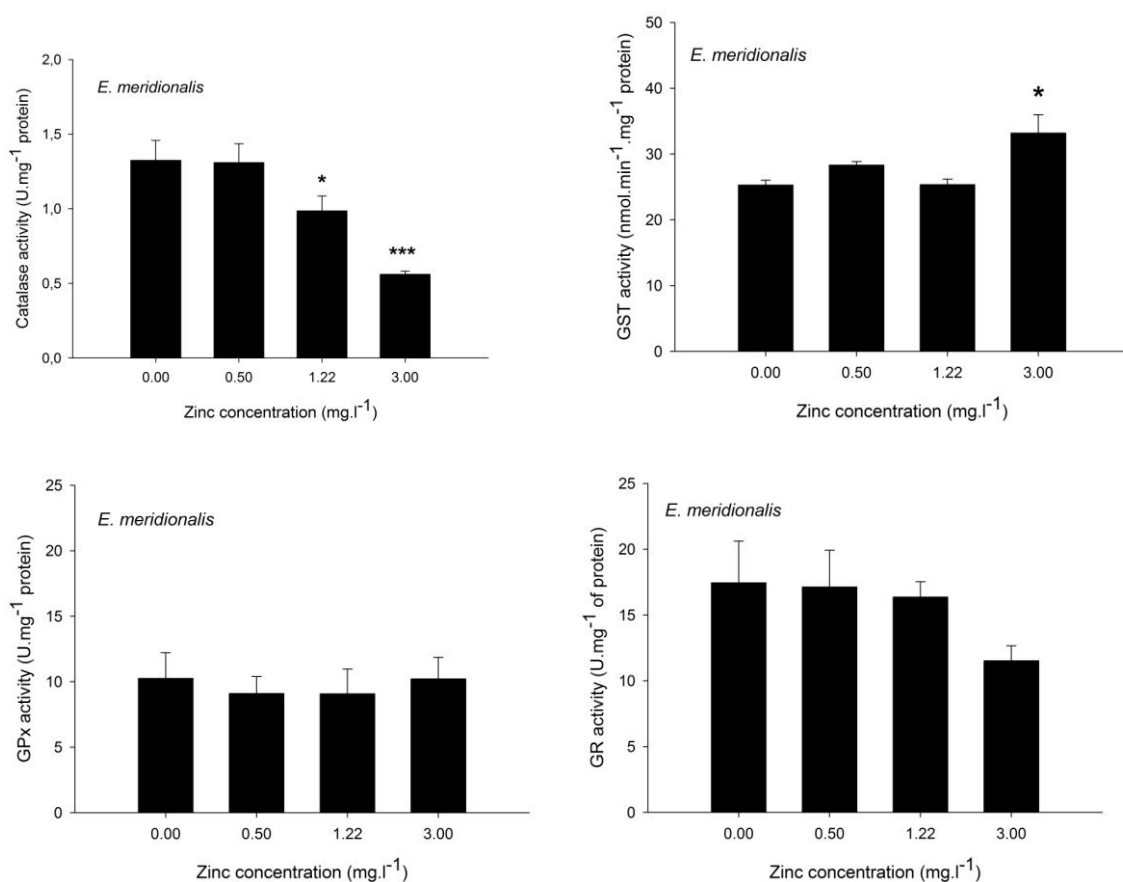 2,0
1,5
1,0
0,5
0,0
Catalase activity (U.mg⁻¹ protein)
E. meridionalis
*
***
0.00 0.50 1.22 3.00
Zinc concentration (mg.l⁻¹)
50
40
30
20
10
0
GST activity (nmol.min⁻¹.mg⁻¹ protein)
E. meridionalis
*
0.00 0.50 1.22 3.00
Zinc concentration (mg.l⁻¹)
25
20
15
10
5
0
GPx activity (U.mg⁻¹ protein)
E. meridionalis
0.00 0.50 1.22 3.00
Zinc concentration (mg.l⁻¹)
25
20
15
10
5
0
GR activity (U.mg⁻¹ of protein)
E. meridionalis
0.00 0.50 1.22 3.00
Zinc concentration (mg.l⁻¹)